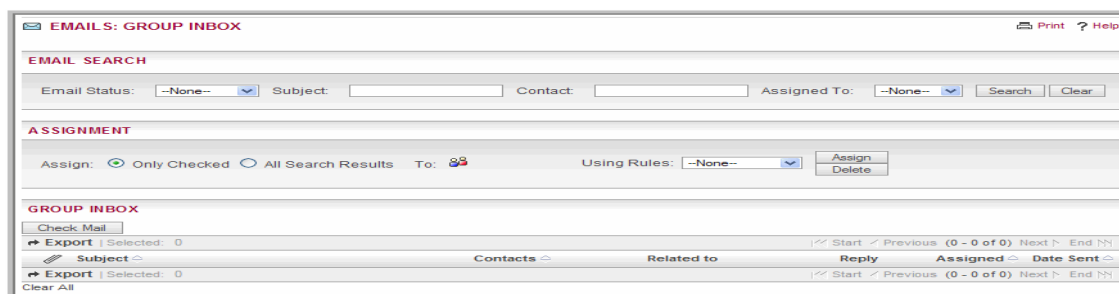 EMAILS: GROUP INBOX Print ? Help
EMAIL SEARCH
Email Status: --None-- Subject: Contact: Assigned To: --None-- Search Clear
ASSIGNMENT
Assign: Only Checked All Search Results To: Using Rules: --None-- Assign
Delete
GROUP INBOX
Check Mail
Export | Selected: 0 Start Previous (0 - 0 of 0) Next End
Subject Contacts Related to Reply Assigned Date Sent
Export | Selected: 0 Start Previous (0 - 0 of 0) Next End
Clear All